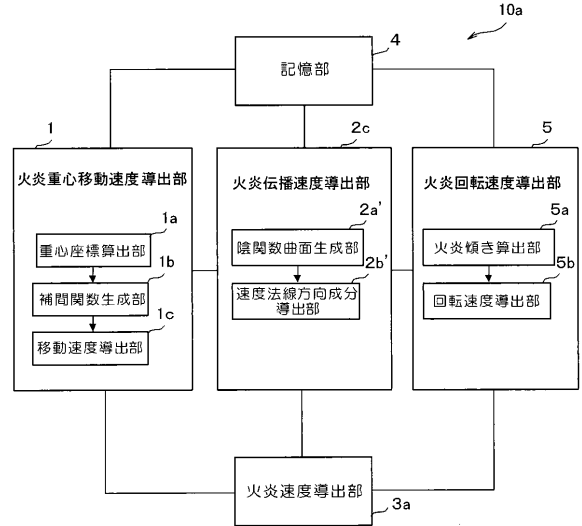 10a
4
記憶部
1
火炎重心移動速度導出部
1a
重心座標算出部
1b
補間関数生成部
1c
移動速度導出部
2c
火炎伝播速度導出部
2a'
陰関数曲面生成部
2b'
速度法線方向成分
導出部
5
火炎回転速度導出部
5a
火炎傾き算出部
5b
回転速度導出部
火炎速度導出部
3a